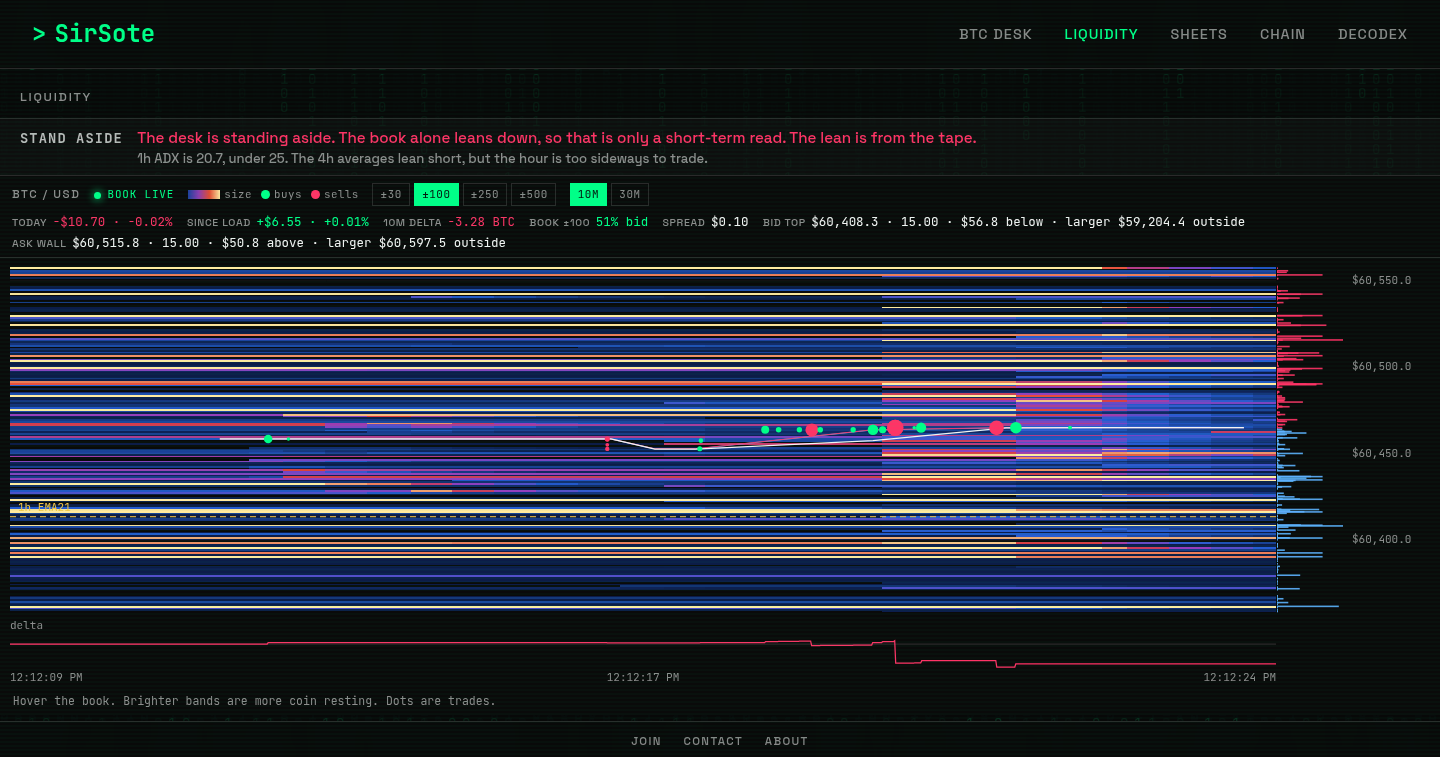 > SirSote
BTC DESK LIQUIDITY SHEETS CHAIN DECODEX
LIQUIDITY
STAND ASIDE The desk is standing aside. The book alone leans down, so that is only a short-term read. The lean is from the tape.
1h ADX is 20.7, under 25. The 4h averages lean short, but the hour is too sideways to trade.
BTC / USD BOOK LIVE size buys sells ±30 ±100 ±250 ±500 10M 30M
TODAY -$10.70 · -0.02% SINCE LOAD +$6.55 · +0.01% 10M DELTA -3.28 BTC BOOK ±100 51% bid SPREAD $0.10 BID TOP $60,408.3 · 15.00 · $56.8 below · larger $59,204.4 outside
ASK WALL $60,515.8 · 15.00 · $50.8 above · larger $60,597.5 outside
$60,550.0
$60,500.0
$60,450.0
1h EMA21
$60,400.0
delta
12:12:09 PM 12:12:17 PM 12:12:24 PM
Hover the book. Brighter bands are more coin resting. Dots are trades.
JOIN CONTACT ABOUT